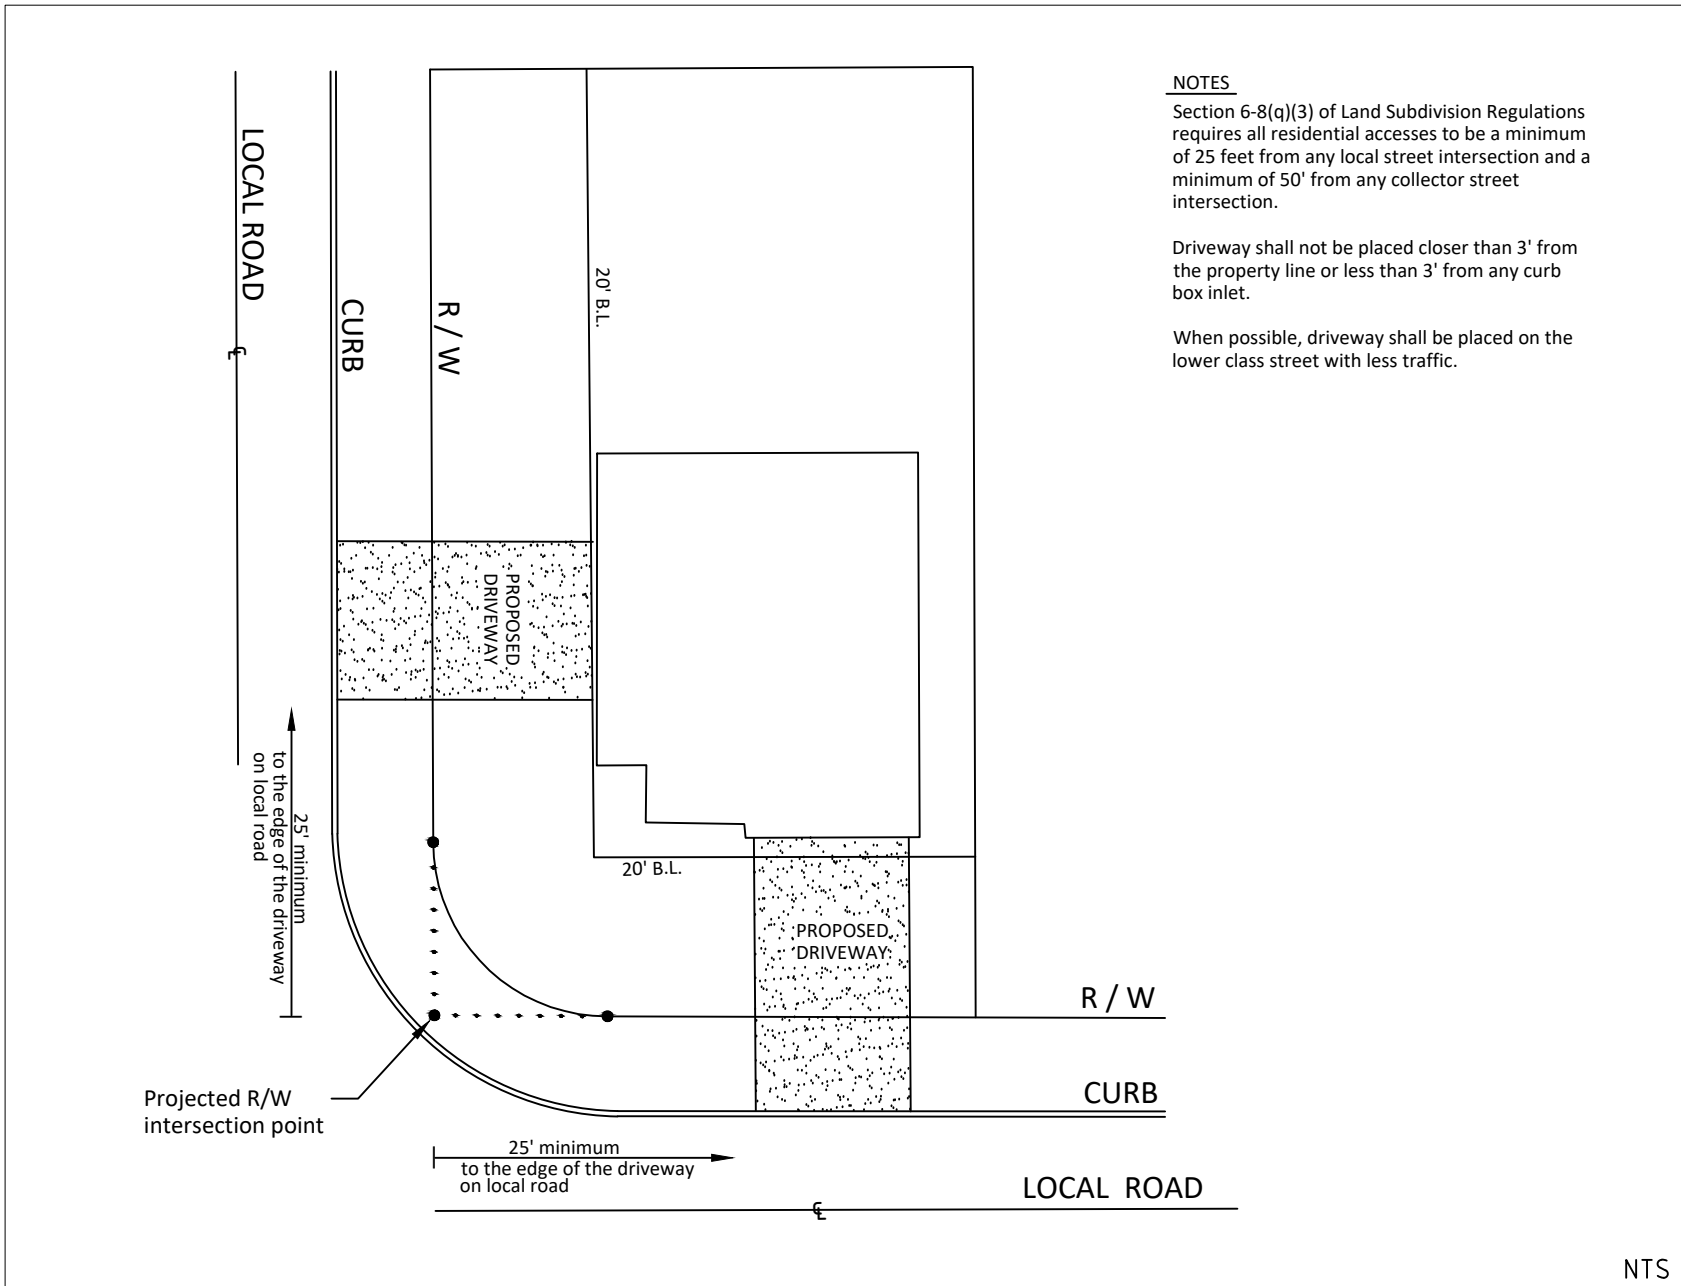 NOTES
Section 6-8(q)(3) of Land Subdivision Regulations
requires all residential accesses to be a minimum
of 25 feet from any local street intersection and a
minimum of 50' from any collector street
intersection.
Driveway shall not be placed closer than 3' from
the property line or less than 3' from any curb
box inlet.
When possible, driveway shall be placed on the
lower class street with less traffic.
LOCAL ROAD
℄
CURB
R / W
20' B.L.
PROPOSED
DRIVEWAY
25' minimum
to the edge of the driveway
on local road
20' B.L.
PROPOSED
DRIVEWAY
R / W
CURB
Projected R/W
intersection point
25' minimum
to the edge of the driveway
on local road
LOCAL ROAD
℄
NTS